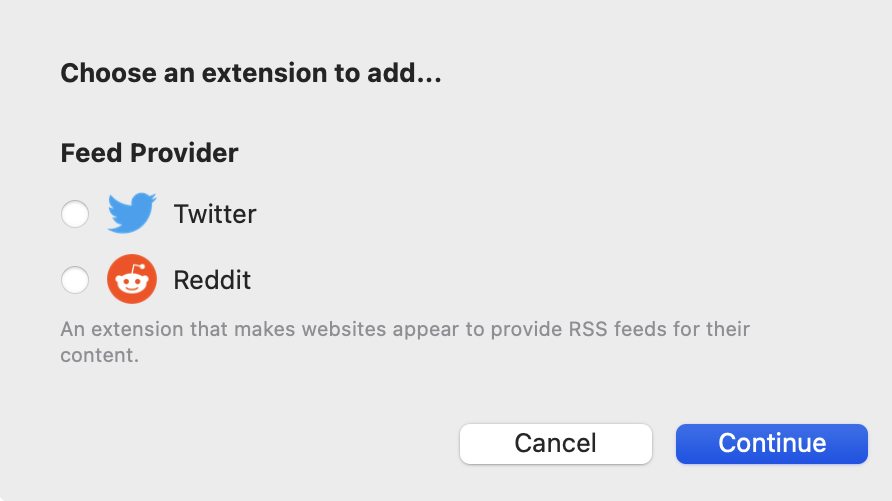 Choose an extension to add...
Feed Provider
Twitter
Reddit
An extension that makes websites appear to provide RSS feeds for their
content.
Cancel
Continue